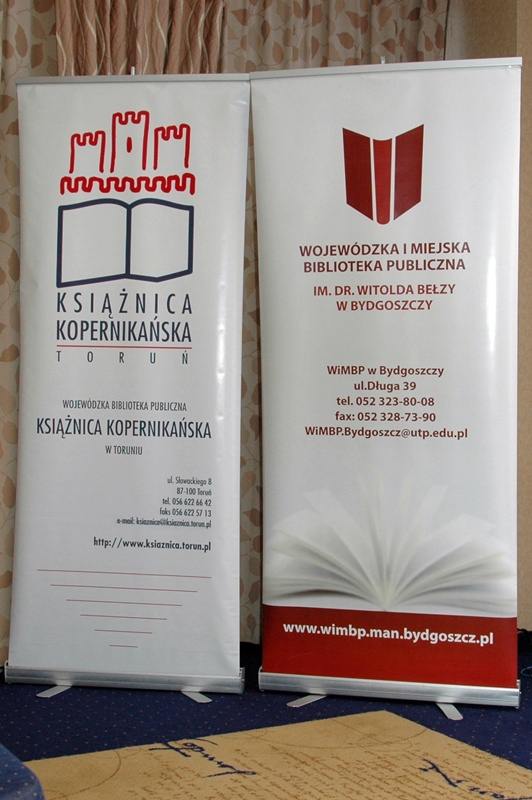 KSIĄŻNICA
KOPERNIKAŃSKA
TORUŃ
WOJEWÓDZKA BIBLIOTEKA PUBLICZNA
KSIĄŻNICA KOPERNIKAŃSKA
W TORUNIU
ul. Słowackiego 8
87-100 Toruń
tel. 056 622 66 42
faks 056 622 57 13
e-mail: ksiaznica@ksiaznica.torun.pl
http://www.ksiaznica.torun.pl
WOJEWÓDZKA I MIEJSKA
BIBLIOTEKA PUBLICZNA
IM. DR. WITOLDA BEŁZY
W BYDGOSZCZY
WiMBP w Bydgoszczy
ul.Długa 39
tel. 052 323-80-08
fax: 052 328-73-90
WiMBP.Bydgoszcz@utp.edu.pl
www.wimbp.man.bydgoszcz.pl